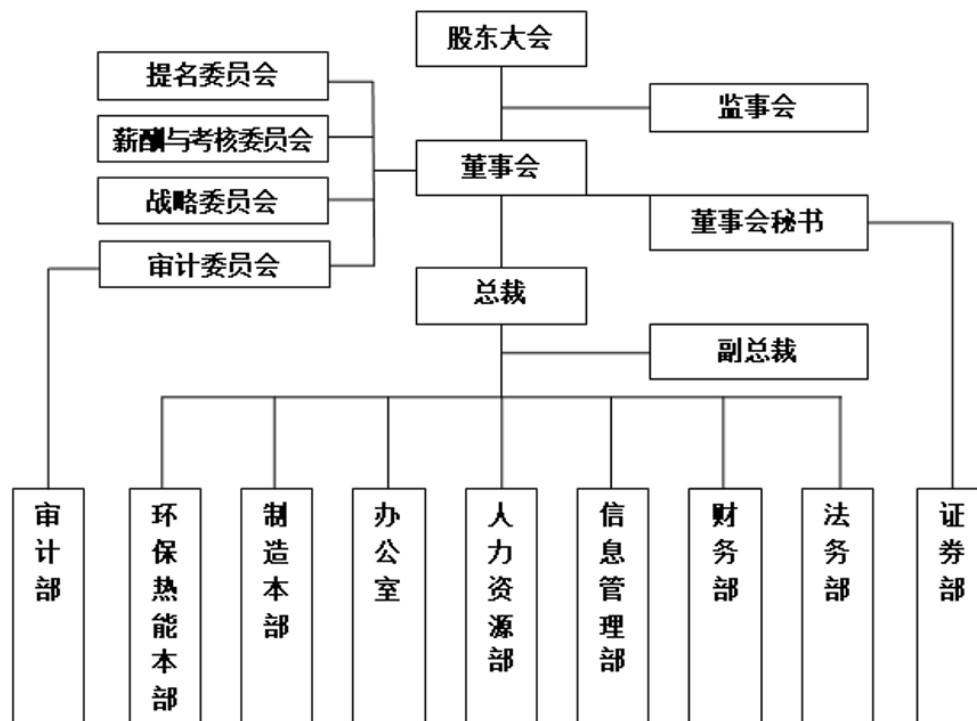 股东大会
提名委员会
监事会
薪酬与考核委员会
董事会
战略委员会
董事会秘书
审计委员会
总裁
副总裁
审计部
环保热能本部
制造本部
办公室
人力资源部
信息管理部
财务部
法务部
证券部